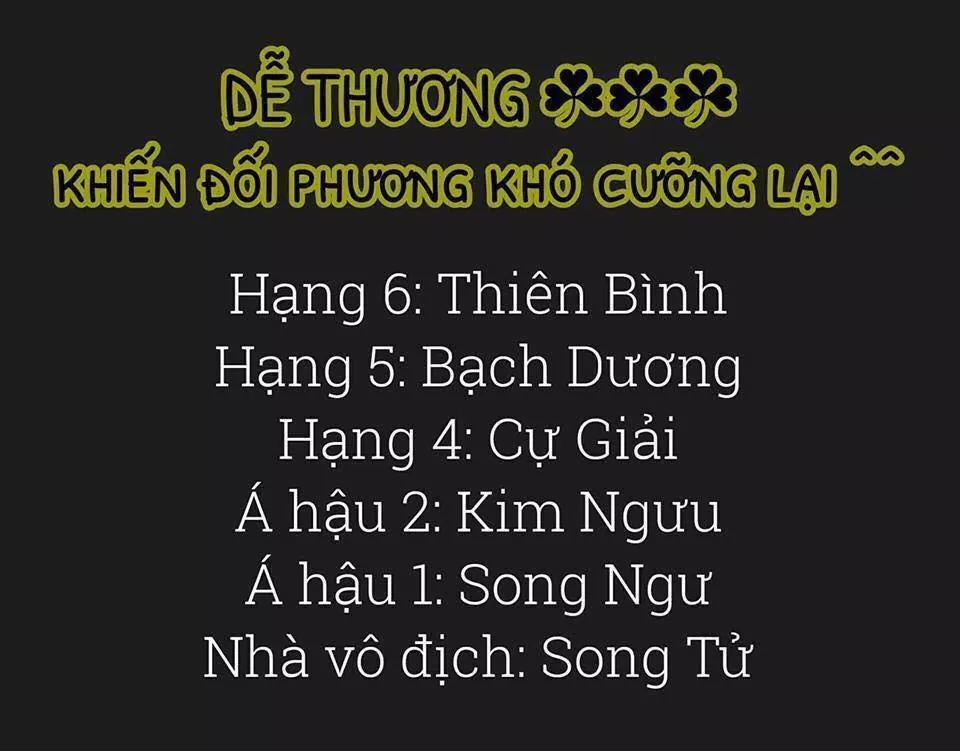 DỄ THƯƠNG ☘☘☘
KHIẾN ĐỐI PHƯƠNG KHÓ CƯỠNG LẠI ^^
Hạng 6: Thiên Bình
Hạng 5: Bạch Dương
Hạng 4: Cự Giải
Á hậu 2: Kim Ngưu
Á hậu 1: Song Ngư
Nhà vô địch: Song Tử